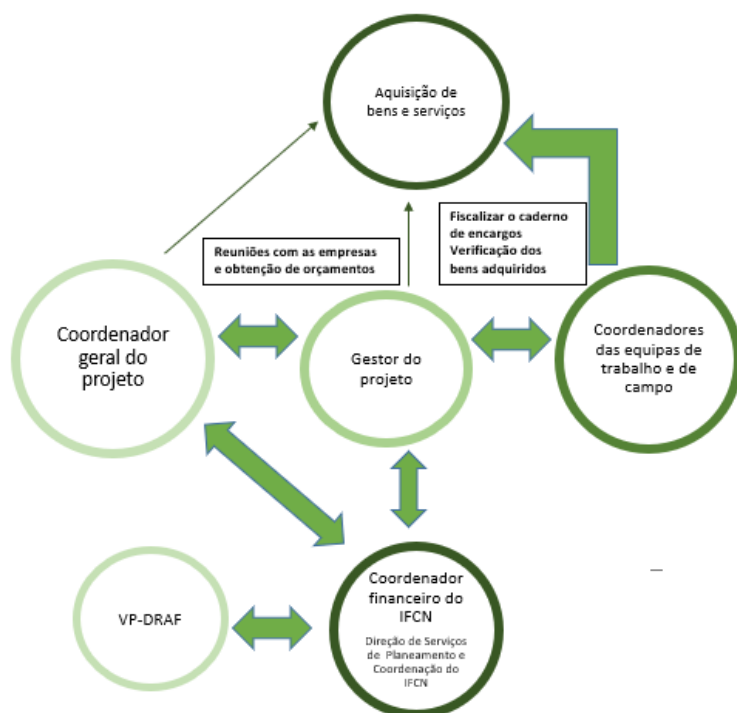 Aquisição de
bens e serviços
Reuniões com as empresas
e obtenção de orçamentos
Fiscalizar o caderno
de encargos
Verificação dos
bens adquiridos
Coordenador
geral do
projeto
Gestor do
projeto
Coordenadores
das equipas de
trabalho e de
campo
VP-DRAF
Coordenador
financeiro do
IFCN
Direção de Serviços
de Planeamento e
Coordenação do
IFCN